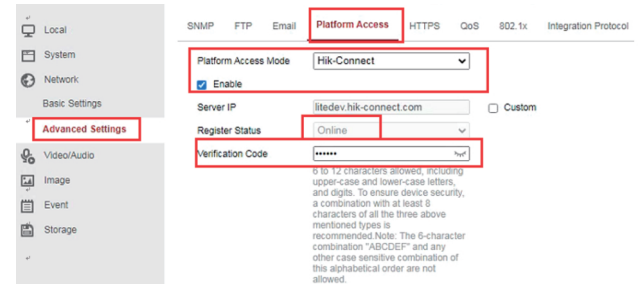 Local
System
Network
Basic Settings
Advanced Settings
Video/Audio
Image
Event
Storage
SNMP FTP Email Platform Access HTTPS QoS 802.1x Integration Protocol
Platform Access Mode Hik-Connect
Enable
Server IP litedev.hik-connect.com Custom
Register Status Online
Verification Code ••••••
6 to 12 characters allowed, including
upper-case and lower-case letters,
and digits. To ensure device security,
a combination with at least 8
characters of all the three above
mentioned types is
recommended.Note: The 6-character
combination "ABCDEF" and any
other case sensitive combination of
this alphabetical order are not
allowed.